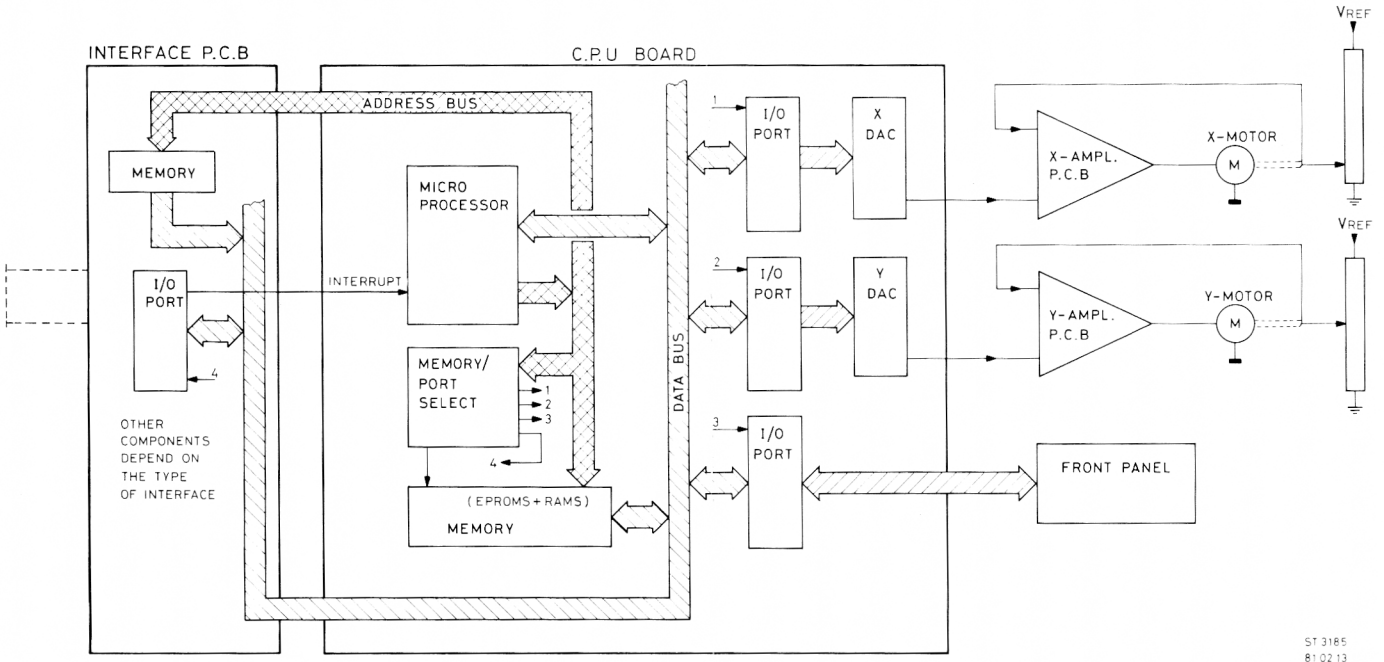 INTERFACE P.C.B
C.P.U BOARD
VREF
ADDRESS BUS
MEMORY
MICRO
PROCESSOR
INTERRUPT
I/O
PORT
4
OTHER
COMPONENTS
DEPEND ON
THE TYPE
OF INTERFACE
MEMORY/
PORT
SELECT
1
2
3
4
(EPROMS+RAMS)
MEMORY
DATA BUS
1
I/O
PORT
X
DAC
X-AMPL.
P.C.B
X-MOTOR
M
2
I/O
PORT
Y
DAC
Y-AMPL.
P.C.B
Y-MOTOR
M
VREF
3
I/O
PORT
FRONT PANEL
ST 3185
81 02 13